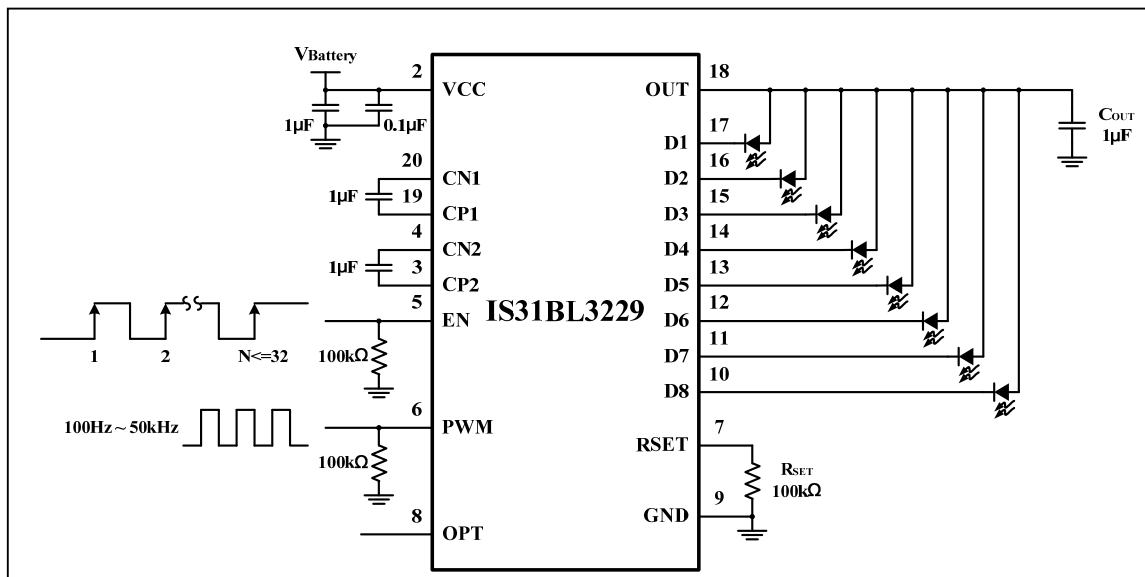 VBattery
2
VCC
1μF
0.1μF
20
CN1
1μF
19
CP1
4
CN2
1μF
3
CP2
5
EN
1
2
N<=32
100kΩ
6
PWM
100Hz ~ 50kHz
100kΩ
8
OPT
IS31BL3229
18
OUT
COUT
1μF
17
D1
16
D2
15
D3
14
D4
13
D5
12
D6
11
D7
10
D8
7
RSET
RSET
100kΩ
9
GND